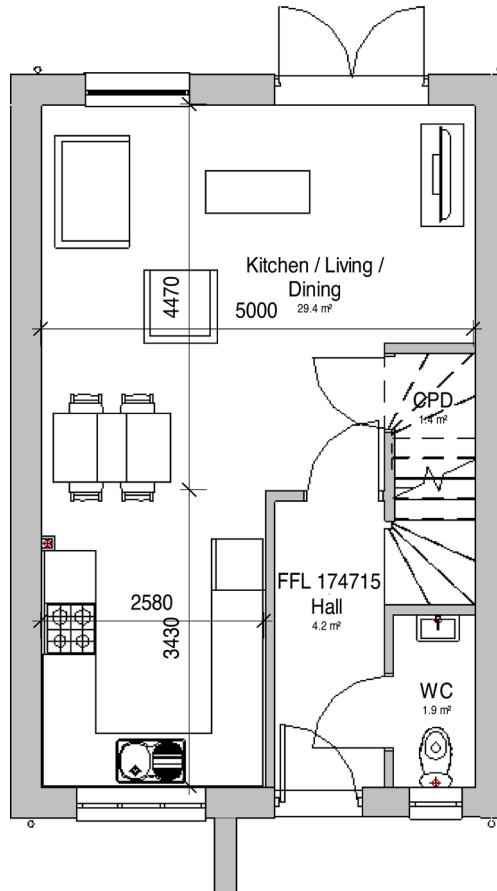 Kitchen / Living /
Dining
29.4 m²
4470
5000
CPD
1.4 m²
2580
3430
FFL 174715
Hall
4.2 m²
WC
1.9 m²